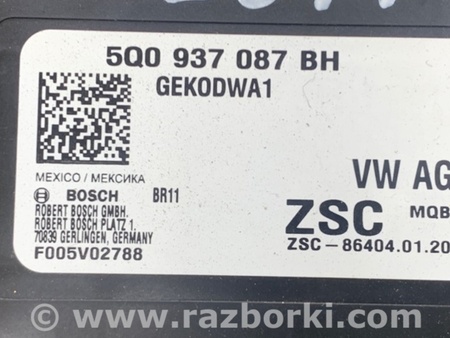 5Q0 937 087 BH
GEKODWA1
MEXICO / МЕКСИКА
BOSCH BR11
ROBERT BOSCH GMBH.
ROBERT BOSCH PLATZ 1.
70839 GERLINGEN, GERMANY
F005V02788
VW AG
ZSC MQB
ZSC-86404.01.20
www.razborki.com